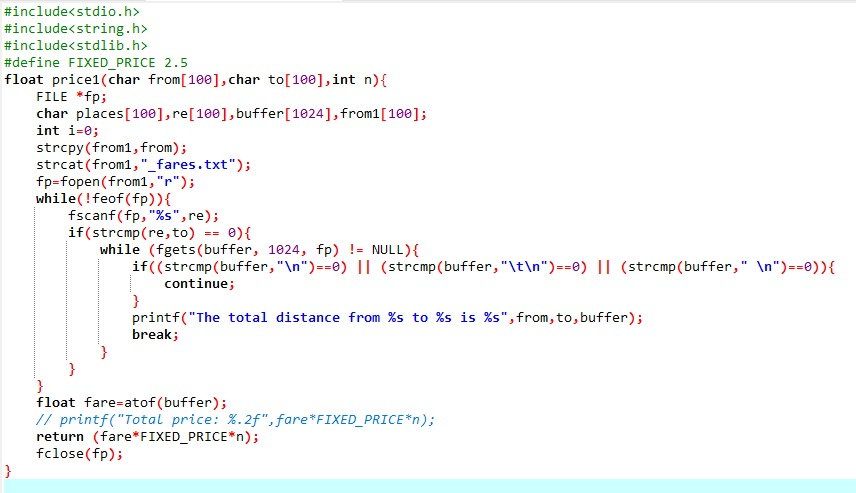 #include<stdio.h>
#include<string.h>
#include<stdlib.h>
#define FIXED_PRICE 2.5
float price1(char from[100],char to[100],int n){
    FILE *fp;
    char places[100],re[100],buffer[1024],from1[100];
    int i=0;
    strcpy(from1,from);
    strcat(from1,"_fares.txt");
    fp=fopen(from1,"r");
    while(!feof(fp)){
        fscanf(fp,"%s",re);
        if(strcmp(re,to) == 0){
            while (fgets(buffer, 1024, fp) != NULL){
                if((strcmp(buffer,"\n")==0) || (strcmp(buffer,"\t\n")==0) || (strcmp(buffer," \n")==0)){
                    continue;
                }
                printf("The total distance from %s to %s is %s",from,to,buffer);
                break;
            }
        }
    }
    float fare=atof(buffer);
    // printf("Total price: %.2f",fare*FIXED_PRICE*n);
    return (fare*FIXED_PRICE*n);
    fclose(fp);
}